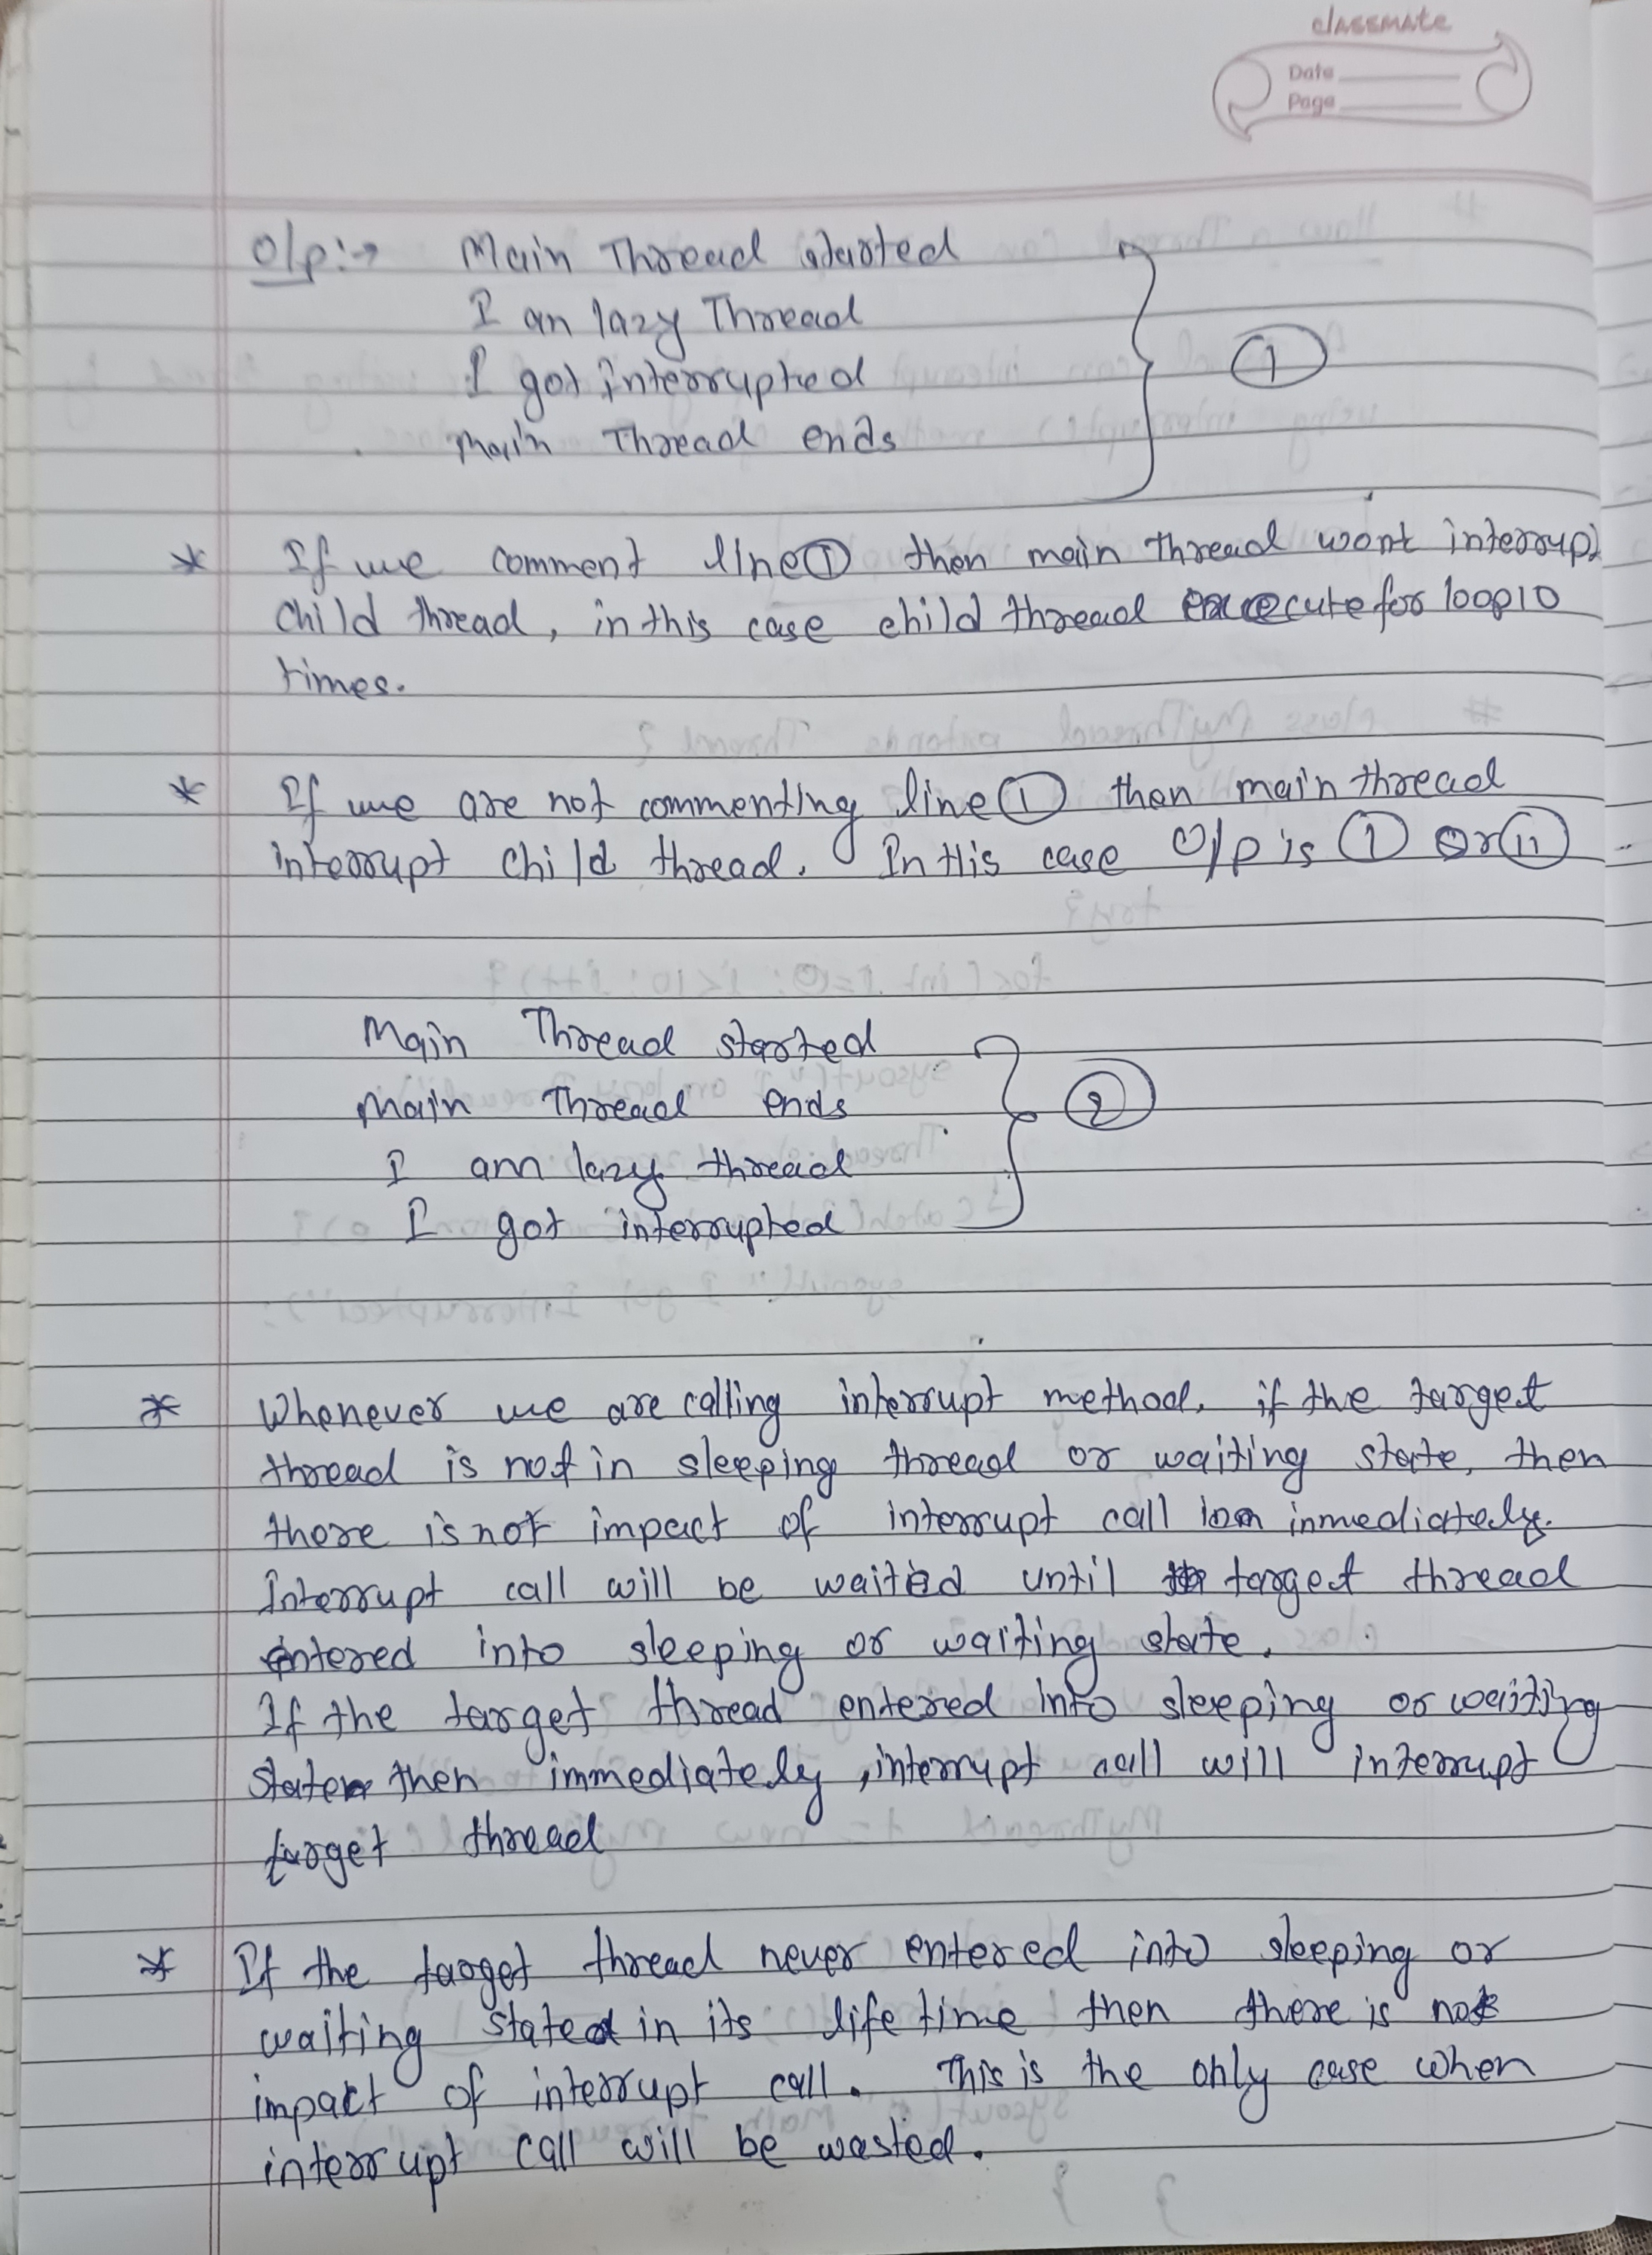 classmate
Date
Page
O/p:→ Main Thread started
I an lazy Thread
I got interrupted
Main Thread ends
①
* If we comment line① then main thread wont interrupt
child thread, in this case child thread execute for loop10
times.
* If we are not commenting line① then main thread
interrupt child thread. In this case O/p is ① or ⑪
Main Thread started
Main Thread ends
I am lazy thread
I got interrupted
②
* Whenever we are calling interrupt method, if the target
thread is not in sleeping thread or waiting state, then
there is not impact of interrupt call inmediately.
Interrupt call will be waited until target thread
entered into sleeping or waiting state.
If the target thread entered into sleeping or waiting
state then immediately, interrupt call will interrupt
target thread
* If the target thread never entered into sleeping or
waiting state in its life time then there is not
impact of interrupt call. This is the only case when
interrupt call will be wasted.